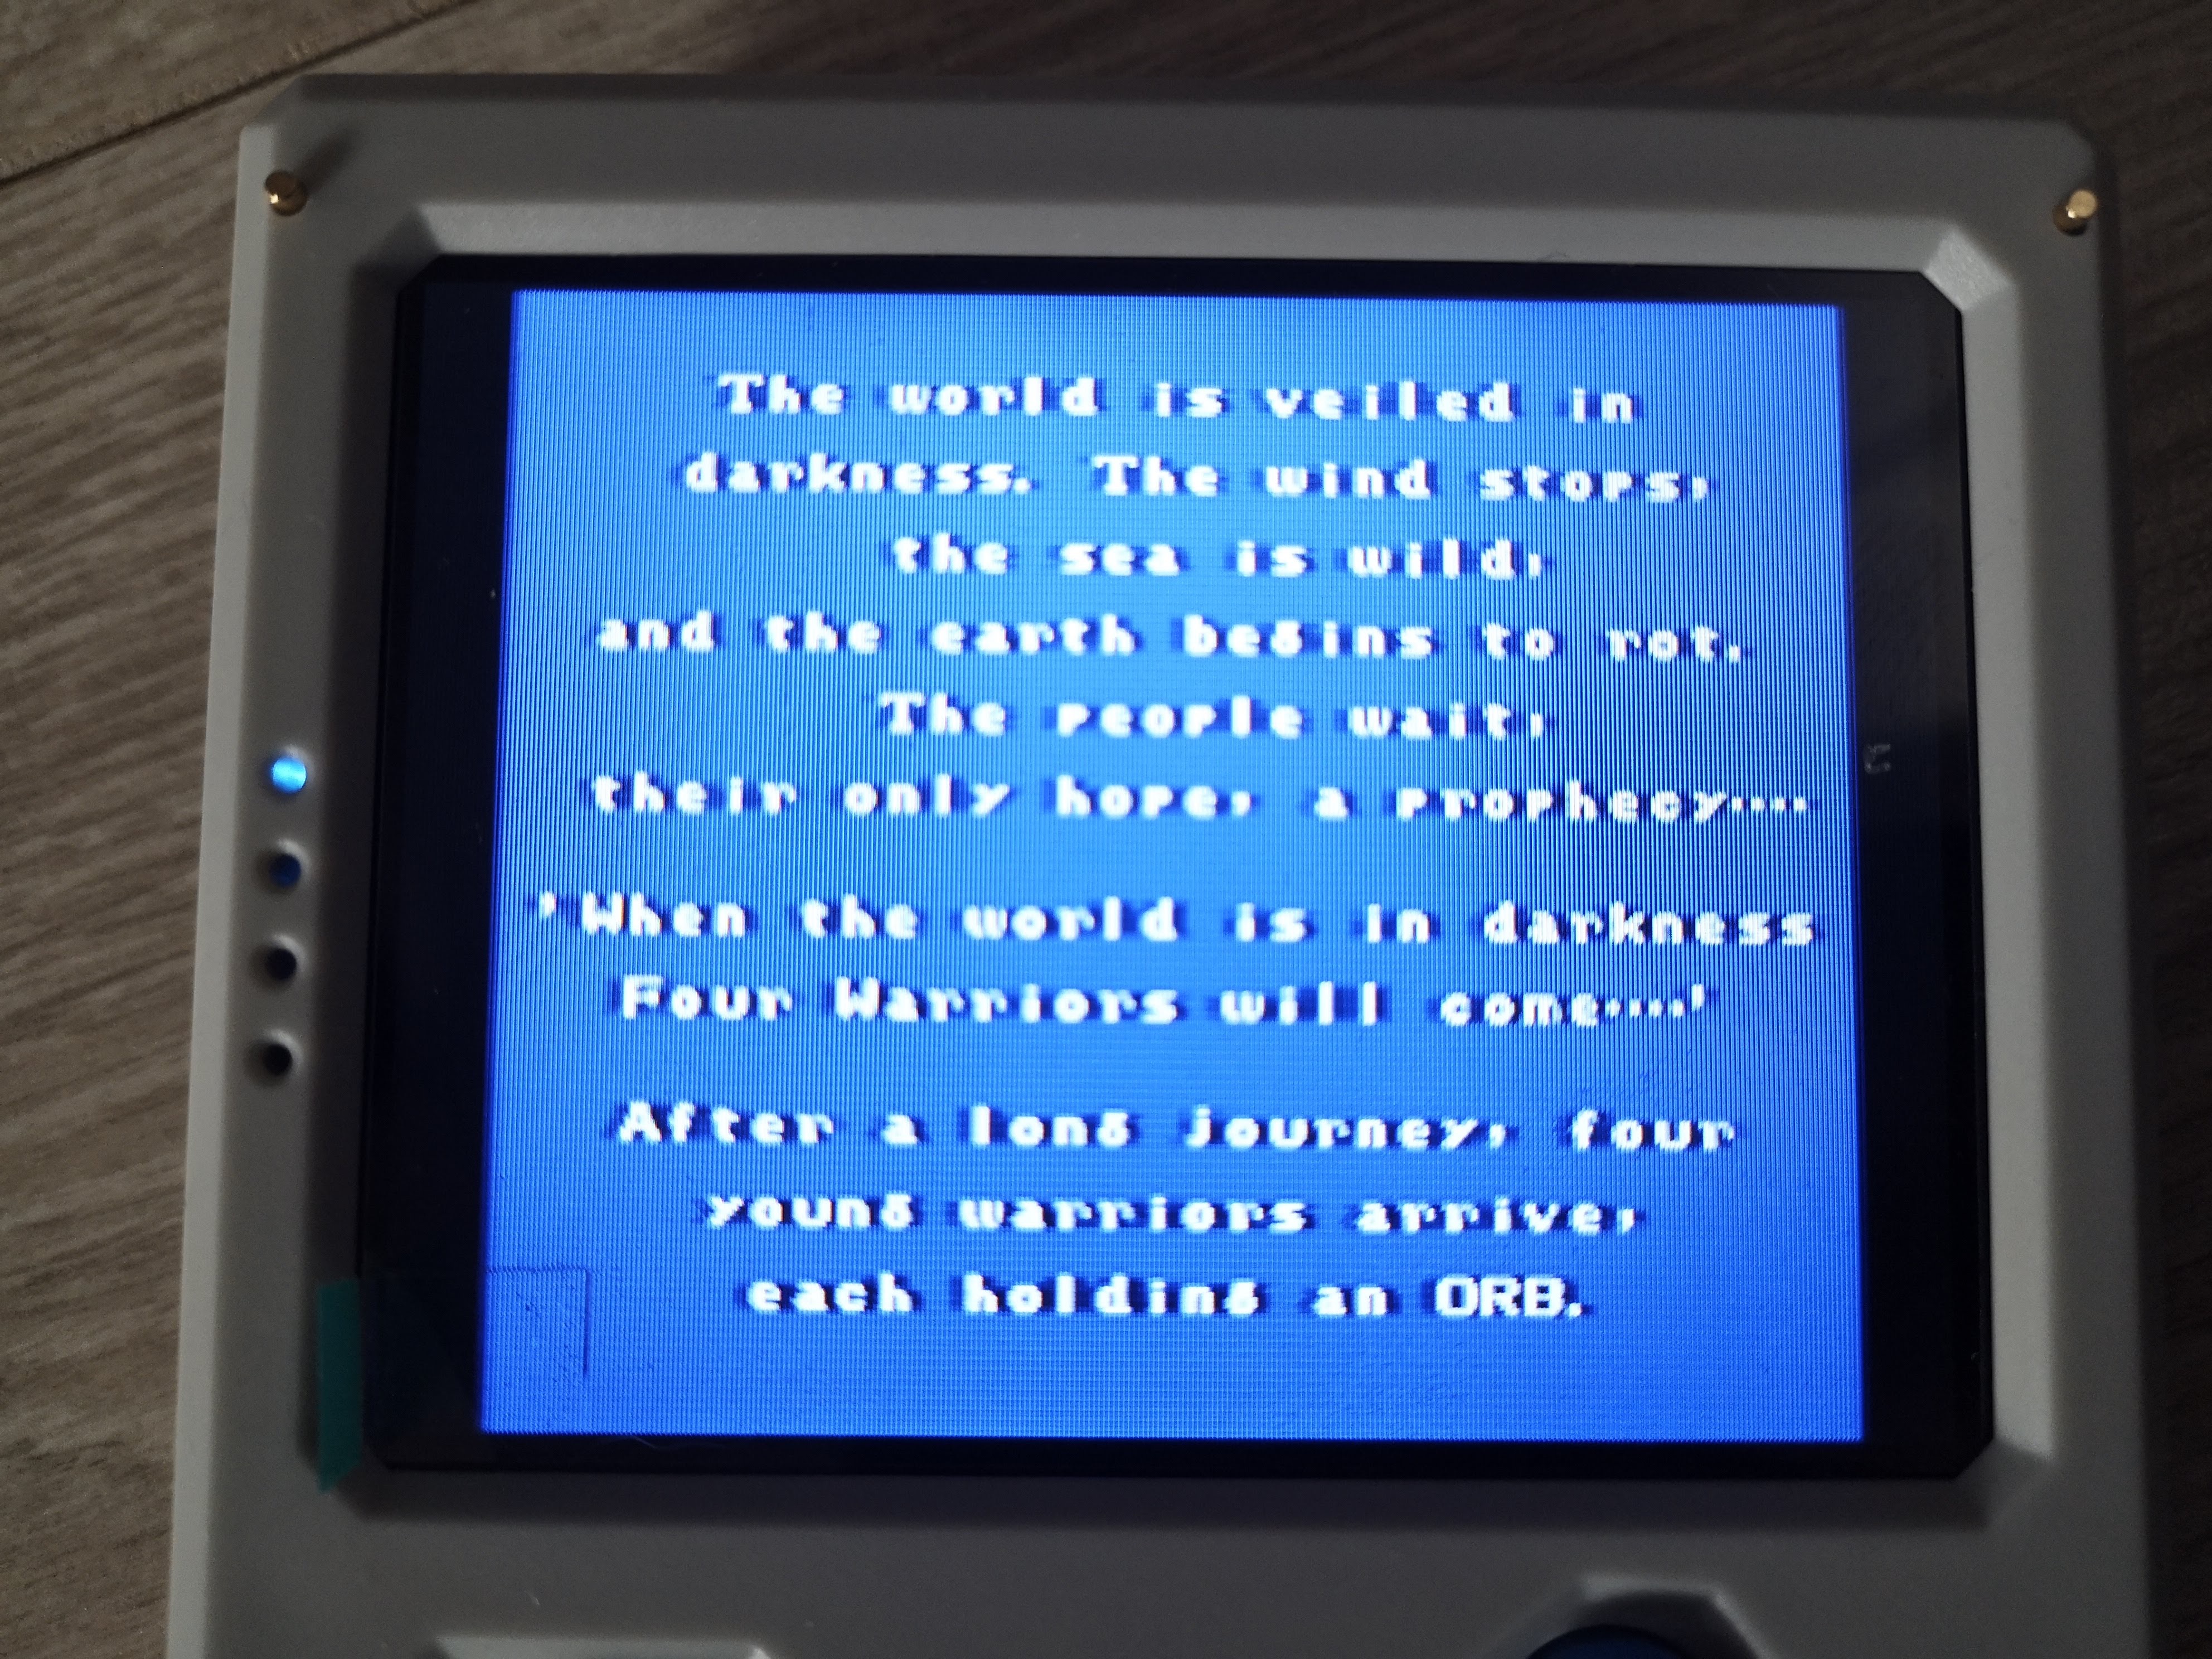 The world is veiled in
darkness. The wind stops,
the sea is wild,
and the earth begins to rot.
The people wait,
their only hope, a prophecy....
'When the world is in darkness
Four Warriors will come....'
After a long journey, four
young warriors arrive,
each holding an ORB.